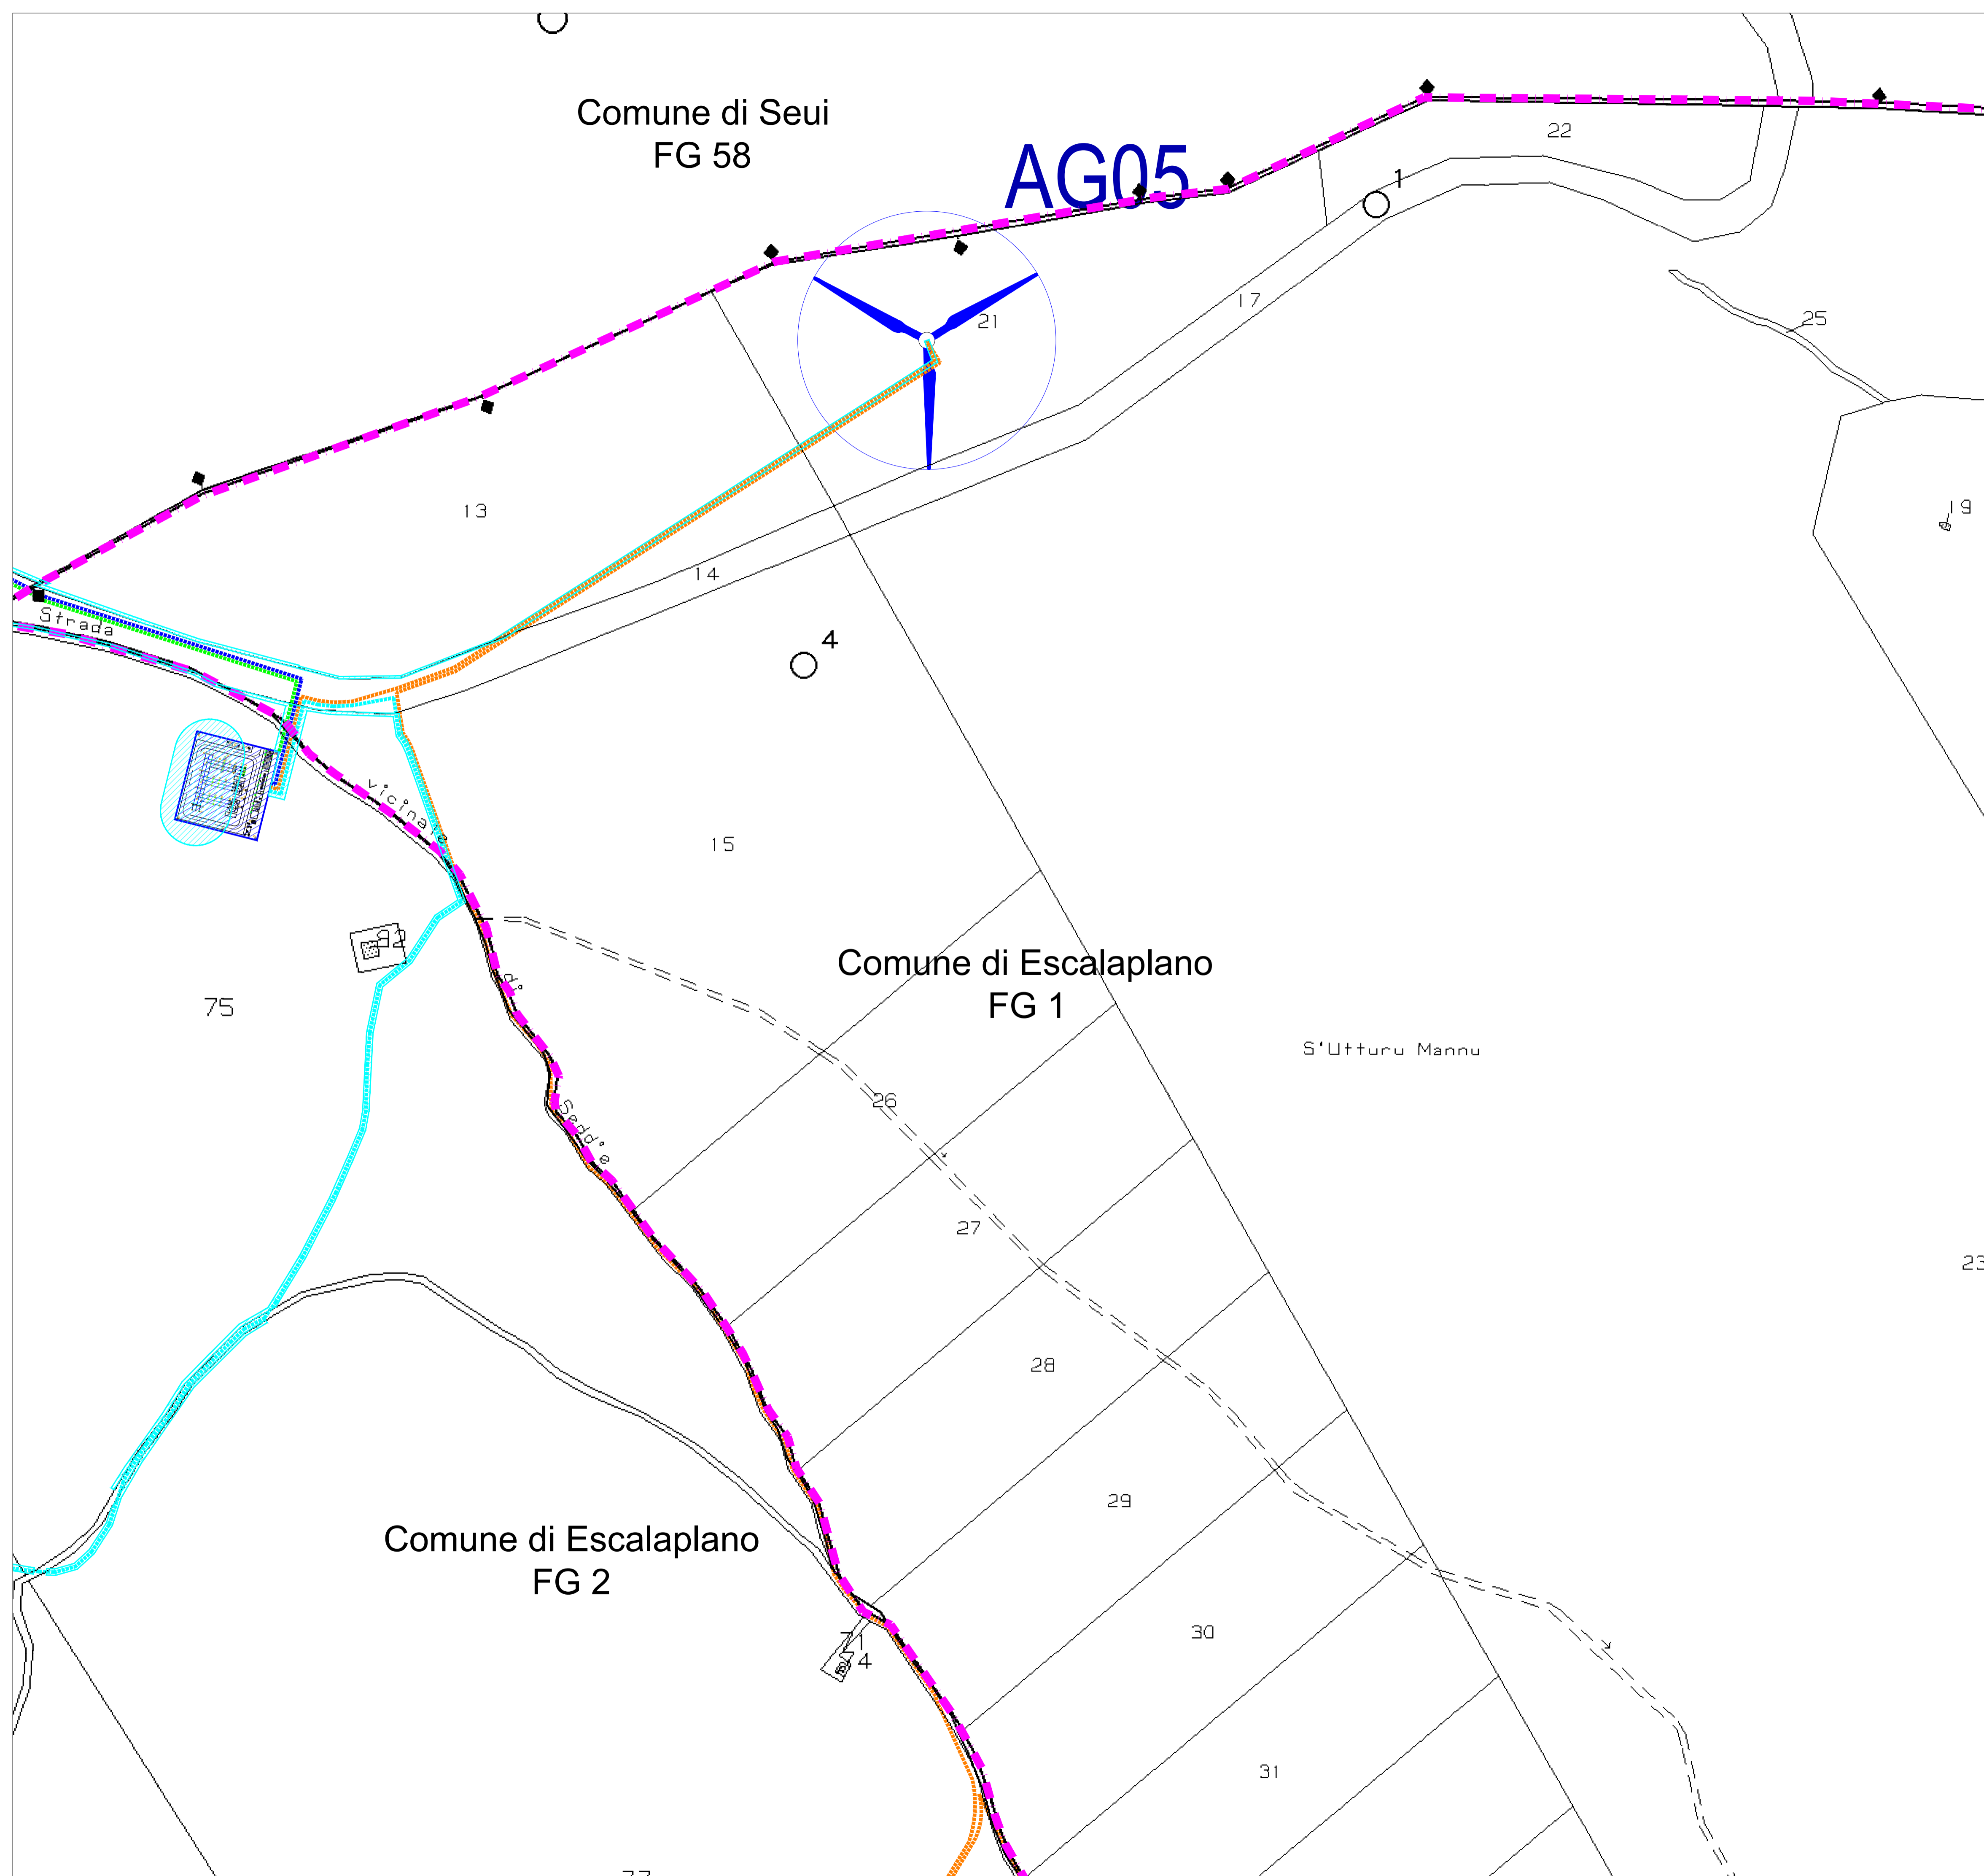 Comune di Seui
FG 58
AG05
22
1
21
17
25
13
19
14
Strada
4
vicinale
15
92
Comune di Escalaplano
FG 1
75
di
S'Utturu Mannu
26
Sedd'e
27
23
28
29
Comune di Escalaplano
FG 2
30
71
74
31
77